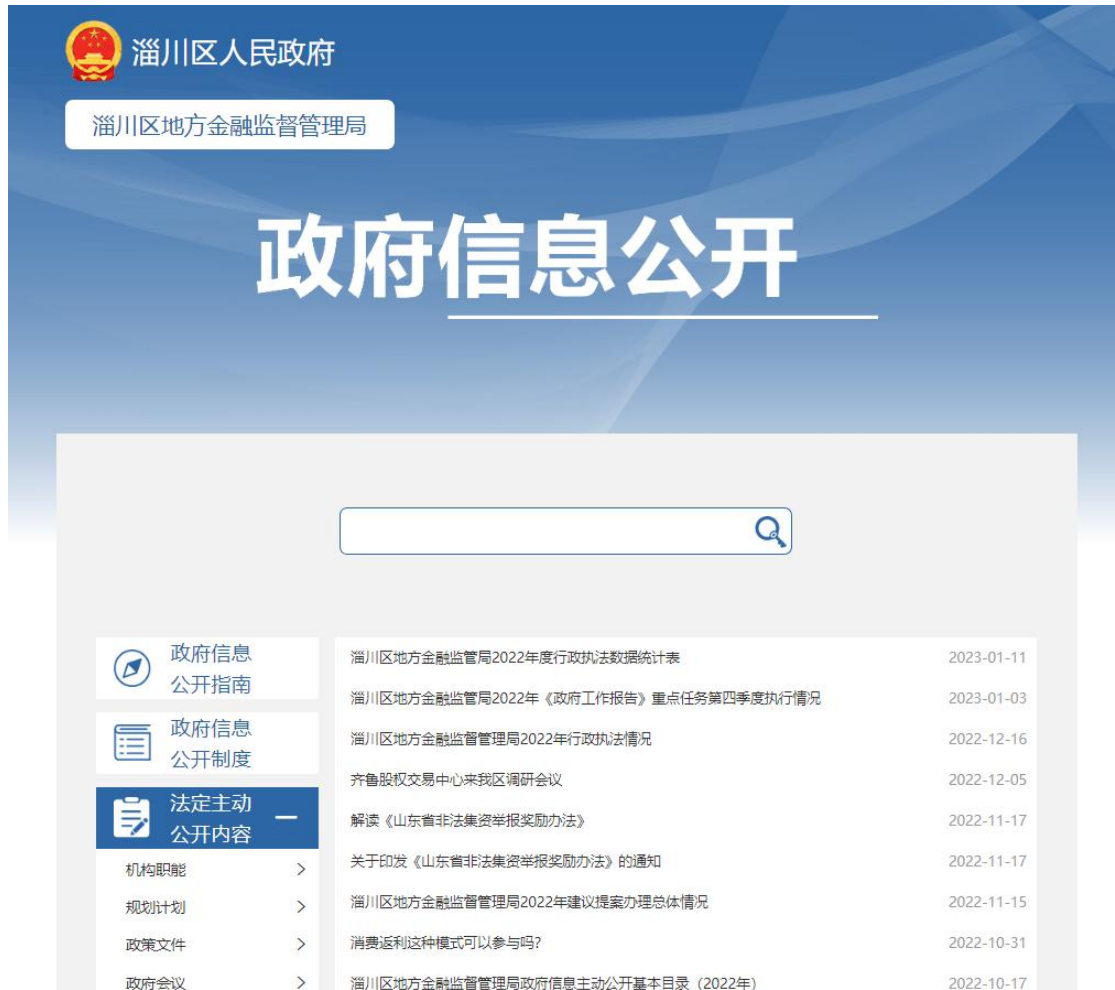 淄川区人民政府
淄川区地方金融监督管理局
政府信息公开
政府信息
公开指南
政府信息
公开制度
法定主动
公开内容
机构职能
规划计划
政策文件
政府会议
淄川区地方金融监管局2022年度行政执法数据统计表 2023-01-11
淄川区地方金融监管局2022年《政府工作报告》重点任务第四季度执行情况 2023-01-03
淄川区地方金融监督管理局2022年行政执法情况 2022-12-16
齐鲁股权交易中心来我区调研会议 2022-12-05
解读《山东省非法集资举报奖励办法》 2022-11-17
关于印发《山东省非法集资举报奖励办法》的通知 2022-11-17
淄川区地方金融监督管理局2022年建议提案办理总体情况 2022-11-15
消费返利这种模式可以参与吗? 2022-10-31
淄川区地方金融监督管理局政府信息主动公开基本目录（2022年） 2022-10-17